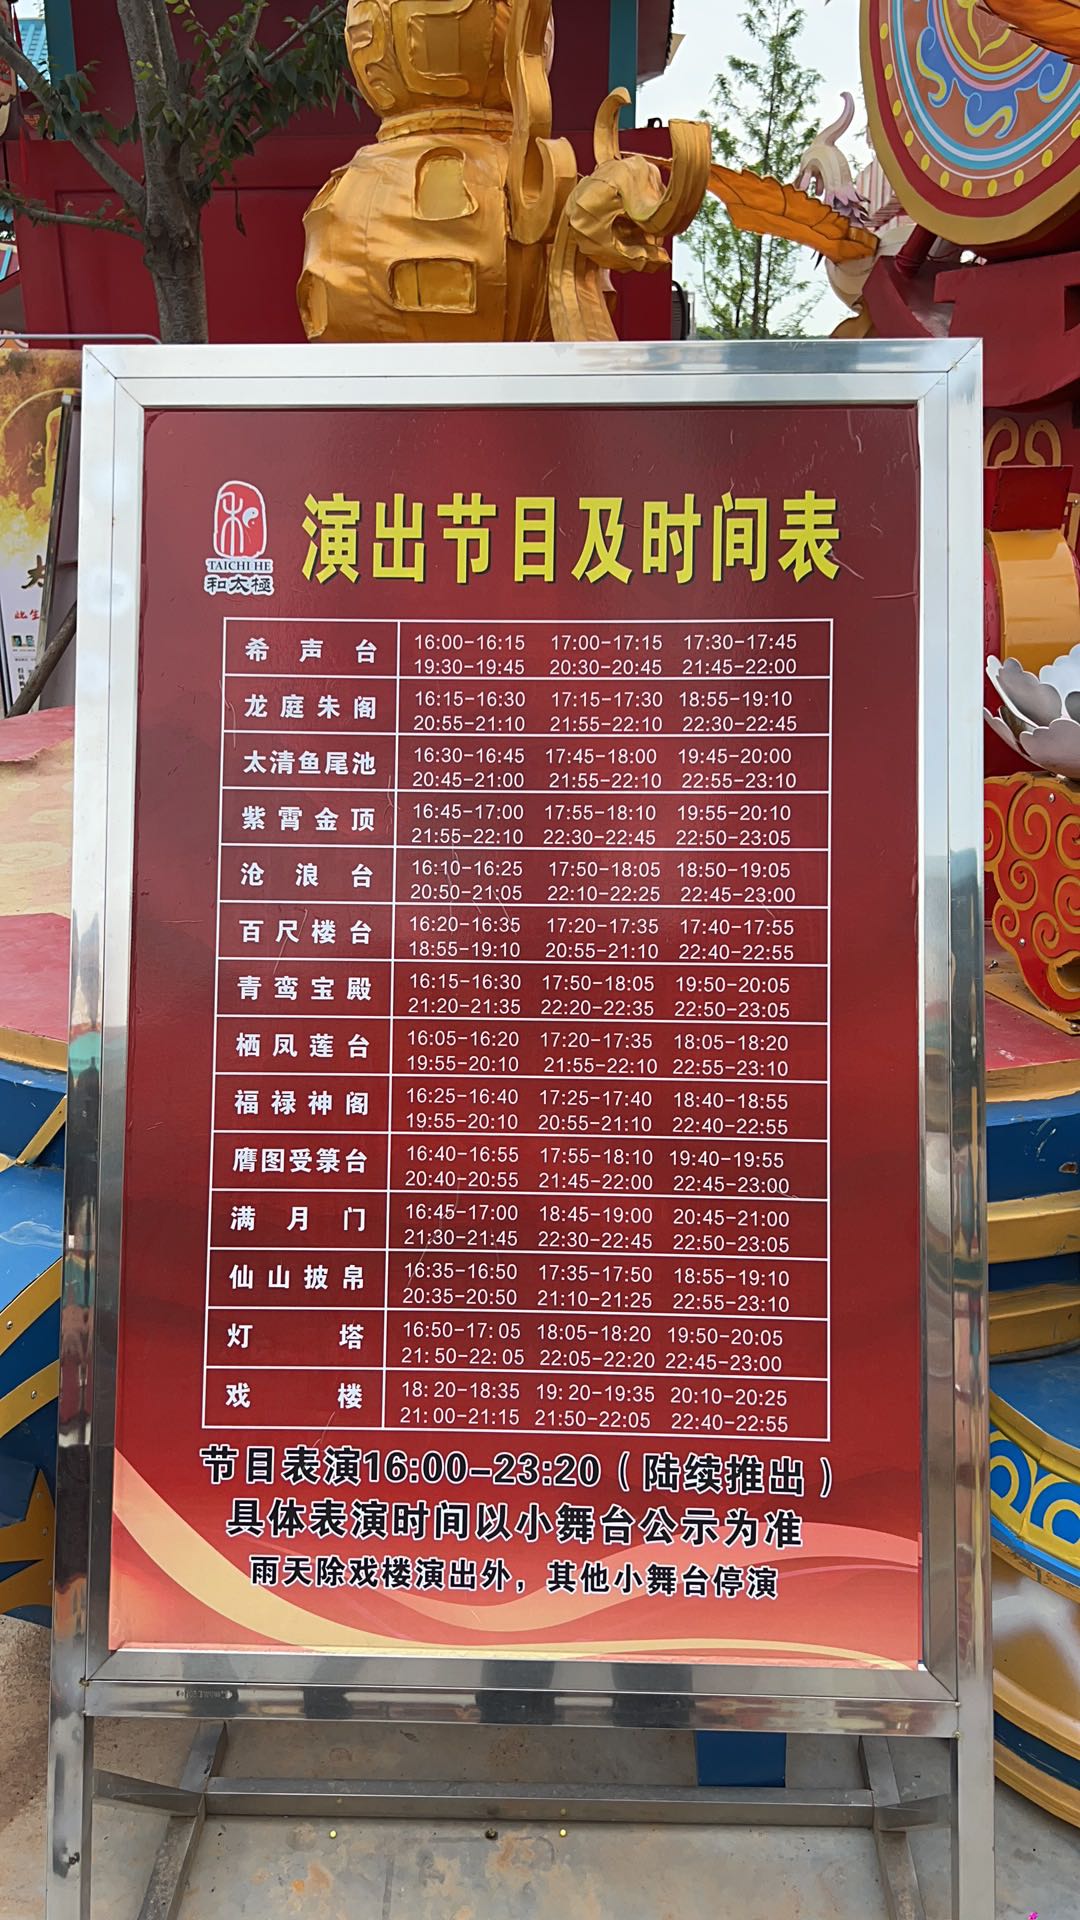 和
TAICHI HE
和太極
演出节目及时间表
希声台 16:00-16:15 17:00-17:15 17:30-17:45
19:30-19:45 20:30-20:45 21:45-22:00
龙庭朱阁 16:15-16:30 17:15-17:30 18:55-19:10
20:55-21:10 21:55-22:10 22:30-22:45
太清鱼尾池 16:30-16:45 17:45-18:00 19:45-20:00
20:45-21:00 21:55-22:10 22:55-23:10
紫霄金顶 16:45-17:00 17:55-18:10 19:55-20:10
21:55-22:10 22:30-22:45 22:50-23:05
沧浪台 16:10-16:25 17:50-18:05 18:50-19:05
20:50-21:05 22:10-22:25 22:45-23:00
百尺楼台 16:20-16:35 17:20-17:35 17:40-17:55
18:55-19:10 20:55-21:10 22:40-22:55
青鸾宝殿 16:15-16:30 17:50-18:05 19:50-20:05
21:20-21:35 22:20-22:35 22:50-23:05
栖凤莲台 16:05-16:20 17:20-17:35 18:05-18:20
19:55-20:10 21:55-22:10 22:55-23:10
福禄神阁 16:25-16:40 17:25-17:40 18:40-18:55
19:55-20:10 20:55-21:10 22:40-22:55
膺图受箓台 16:40-16:55 17:55-18:10 19:40-19:55
20:40-20:55 21:45-22:00 22:45-23:00
满月门 16:45-17:00 18:45-19:00 20:45-21:00
21:30-21:45 22:30-22:45 22:50-23:05
仙山披帛 16:35-16:50 17:35-17:50 18:55-19:10
20:35-20:50 21:10-21:25 22:55-23:10
灯塔 16:50-17:05 18:05-18:20 19:50-20:05
21:50-22:05 22:05-22:20 22:45-23:00
戏楼 18:20-18:35 19:20-19:35 20:10-20:25
21:00-21:15 21:50-22:05 22:40-22:55
节目表演16:00-23:20（陆续推出）
具体表演时间以小舞台公示为准
雨天除戏楼演出外，其他小舞台停演